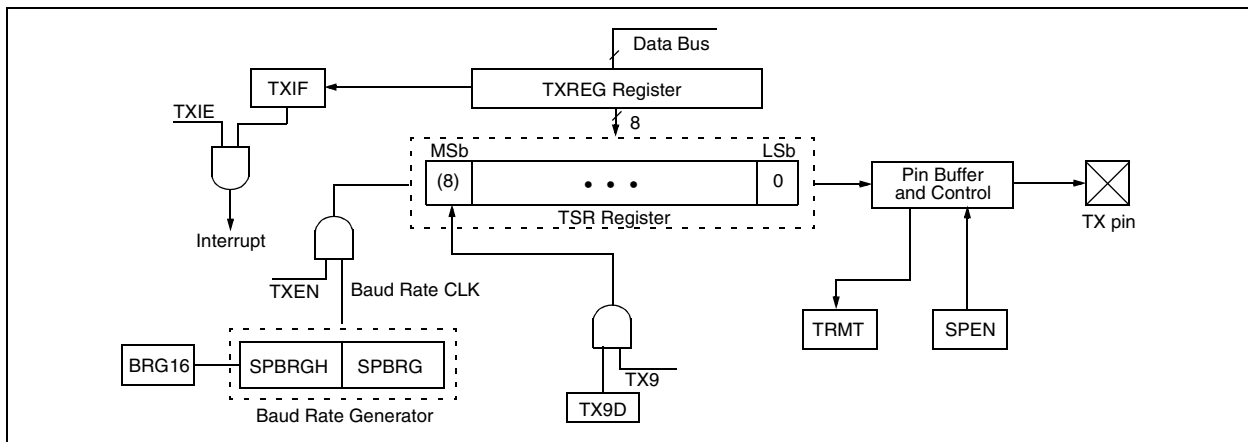 Data Bus
TXIF
TXREG Register
TXIE
8
MSb
LSb
(8)
• • •
0
Pin Buffer
and Control
TSR Register
TX pin
Interrupt
TXEN
Baud Rate CLK
TRMT
SPEN
BRG16
SPBRGH
SPBRG
TX9
TX9D
Baud Rate Generator